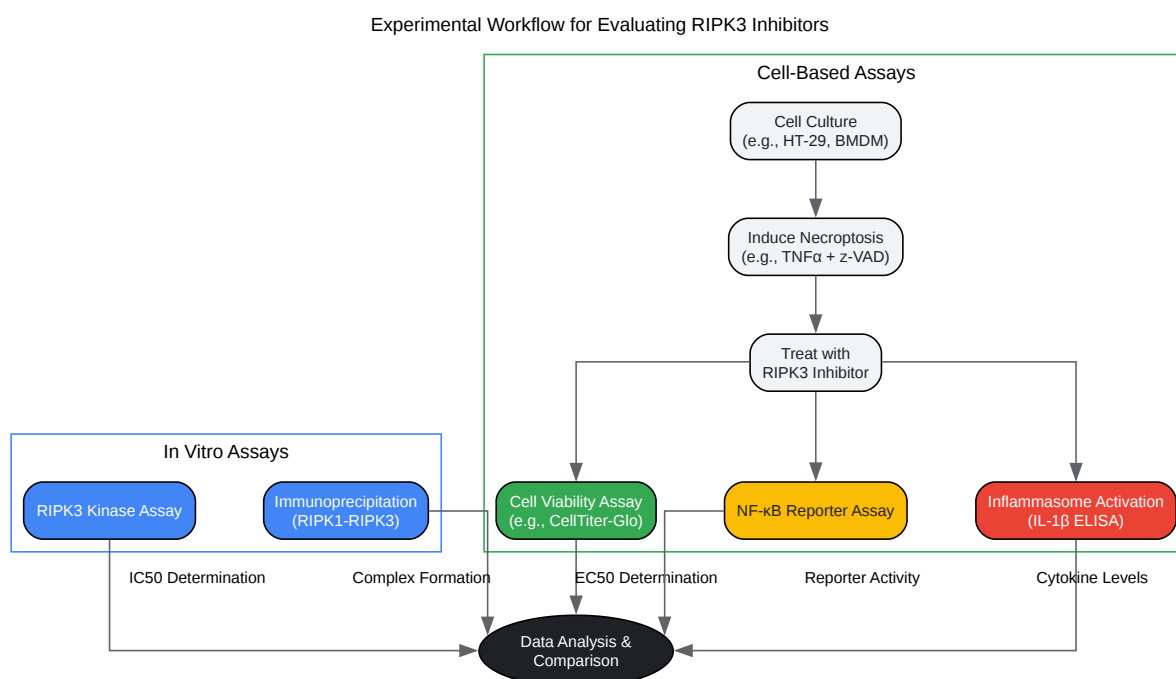 Experimental Workflow for Evaluating RIPK3 Inhibitors
Cell-Based Assays
Cell Culture
(e.g., HT-29, BMDM)
Induce Necroptosis
(e.g., TNFα + z-VAD)
Treat with
RIPK3 Inhibitor
In Vitro Assays
RIPK3 Kinase Assay
Immunoprecipitation
(RIPK1-RIPK3)
Cell Viability Assay
(e.g., CellTiter-Glo)
NF-κB Reporter Assay
Inflammasome Activation
(IL-1β ELISA)
IC50 Determination
Complex Formation
EC50 Determination
Reporter Activity
Cytokine Levels
Data Analysis &
Comparison